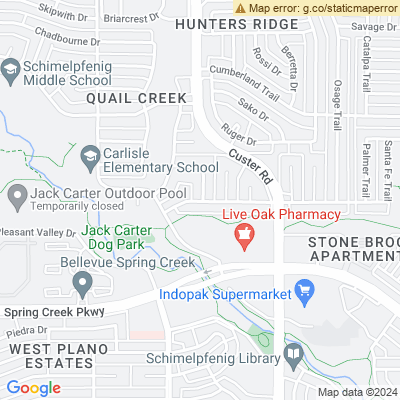 Skipwith Dr
Briarcrest Dr
Chadbourne Dr
HUNTERS RIDGE
Map error: g.co/staticmaperror
Savage Dr
Catalpa Trail
Rossi Dr
Berretta Dr
Schimelpfenig
Middle School
Cumberland Trail
Osage Trail
QUAIL CREEK
Sako Dr
Ruger Dr
Carlisle
Elementary School
Custer Rd
Palmer Trail
Santa Fe Trail
Jack Carter Outdoor Pool
Temporarily closed
Live Oak Pharmacy
Pleasant Valley Dr
Jack Carter
Dog Park
STONE BROO
APARTMENT
Bellevue Spring Creek
Indopak Supermarket
Spring Creek Pkwy
Piedra Dr
WEST PLANO
ESTATES
Schimelpfenig Library
Google
Map data ©2024